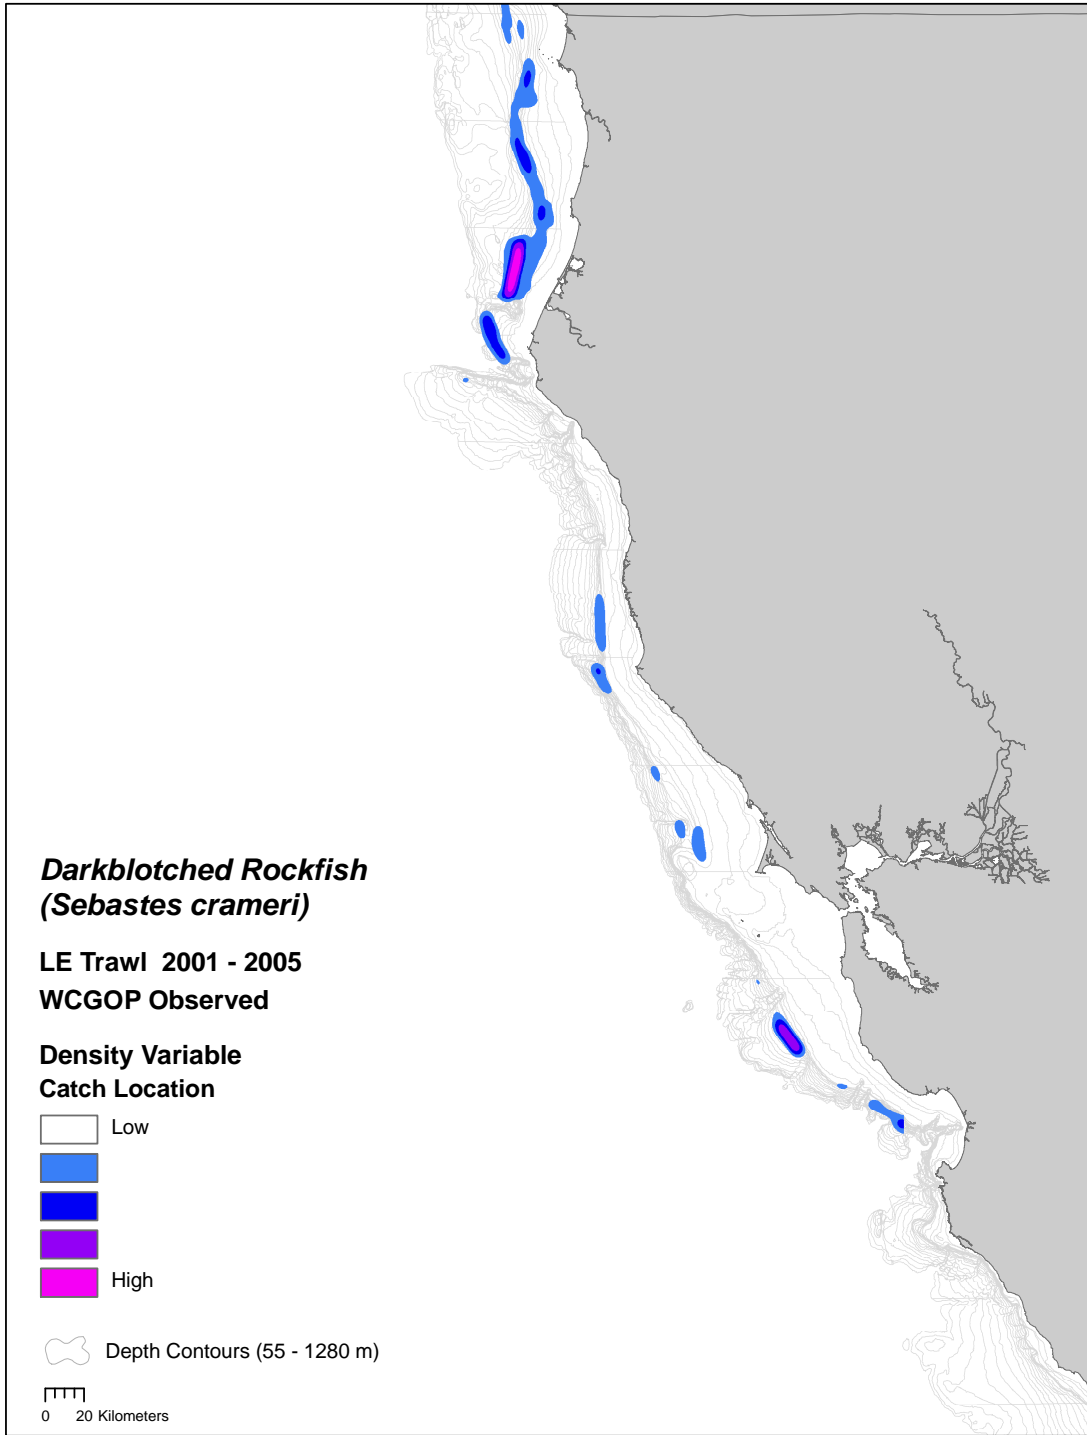 Darkblotched Rockfish
(Sebastes crameri)
LE Trawl 2001 - 2005
WCGOP Observed
Density Variable
Catch Location
Low
High
Depth Contours (55 - 1280 m)
0 20 Kilometers